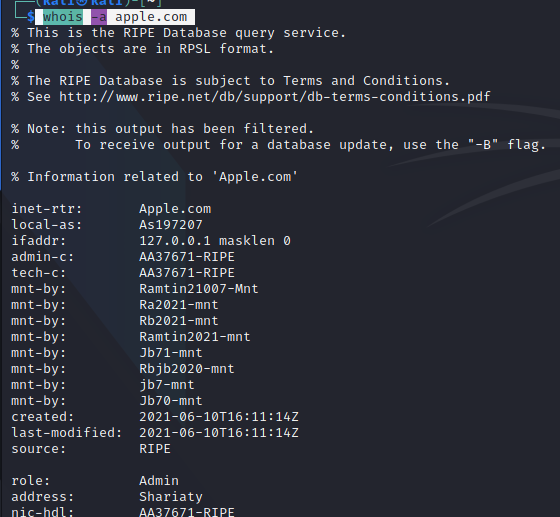 (kali㉿kali)-[~]
$ whois -a apple.com
% This is the RIPE Database query service.
% The objects are in RPSL format.
%
% The RIPE Database is subject to Terms and Conditions.
% See http://www.ripe.net/db/support/db-terms-conditions.pdf

% Note: this output has been filtered.
%       To receive output for a database update, use the "-B" flag.

% Information related to 'Apple.com'

inet-rtr:       Apple.com
local-as:       As197207
ifaddr:         127.0.0.1 masklen 0
admin-c:        AA37671-RIPE
tech-c:         AA37671-RIPE
mnt-by:         Ramtin21007-Mnt
mnt-by:         Ra2021-mnt
mnt-by:         Rb2021-mnt
mnt-by:         Ramtin2021-mnt
mnt-by:         Jb71-mnt
mnt-by:         Rbjb2020-mnt
mnt-by:         jb7-mnt
mnt-by:         Jb70-mnt
created:        2021-06-10T16:11:14Z
last-modified:  2021-06-10T16:11:14Z
source:         RIPE

role:           Admin
address:        Shariaty
nic-hdl:        AA37671-RIPE